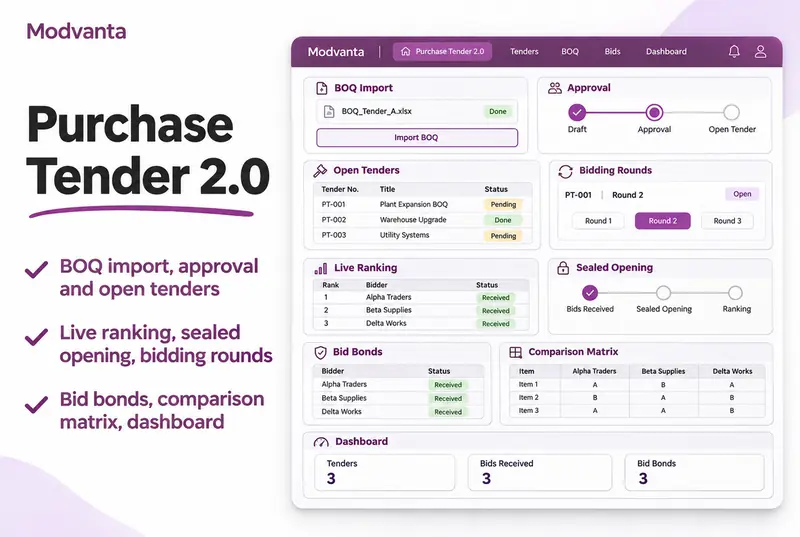 Modvanta
Purchase
Tender 2.0
BOQ import, approval
and open tenders
Live ranking, sealed
opening, bidding rounds
Bid bonds, comparison
matrix, dashboard
Modvanta | Purchase Tender 2.0 Tenders BOQ Bids Dashboard
BOQ Import
BOQ_Tender_A.xlsx Done
Import BOQ
Approval
Draft Approval Open Tender
Open Tenders
Tender No. Title Status
PT-001 Plant Expansion BOQ Pending
PT-002 Warehouse Upgrade Done
PT-003 Utility Systems Pending
Bidding Rounds
PT-001 | Round 2 Open
Round 1 Round 2 Round 3
Live Ranking
Rank Bidder Status
1 Alpha Traders Received
2 Beta Supplies Received
3 Delta Works Received
Sealed Opening
Bids Received Sealed Opening Ranking
Bid Bonds
Bidder Status
Alpha Traders Received
Beta Supplies Received
Delta Works Received
Comparison Matrix
Item Alpha Traders Beta Supplies Delta Works
Item 1 A B A
Item 2 B A B
Item 3 A A B
Dashboard
Tenders Bids Received Bid Bonds
3 3 3